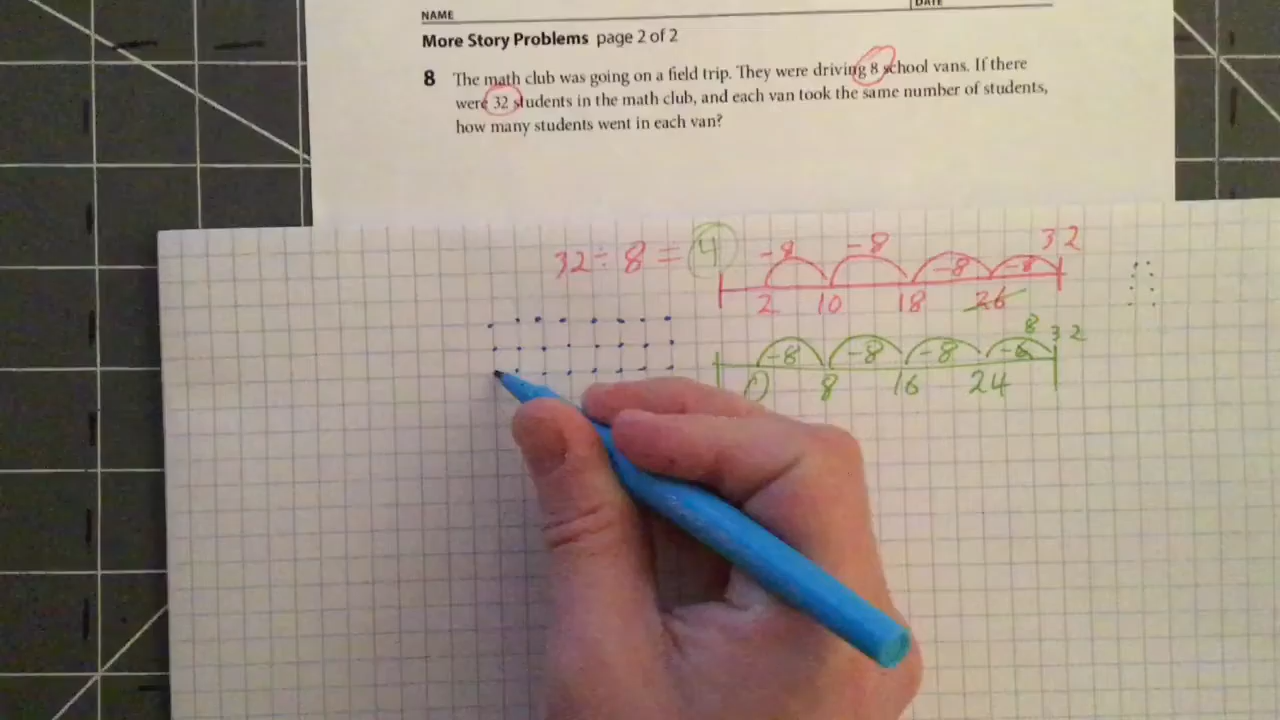 NAME
DATE
More Story Problems page 2 of 2
8 The math club was going on a field trip. They were driving 8 school vans. If there
were 32 students in the math club, and each van took the same number of students,
how many students went in each van?
32 ÷ 8 = 4
-8 -8 -8 -8 32
2 10 18 26
8 32
-8 -8 -8
0 8 16 24